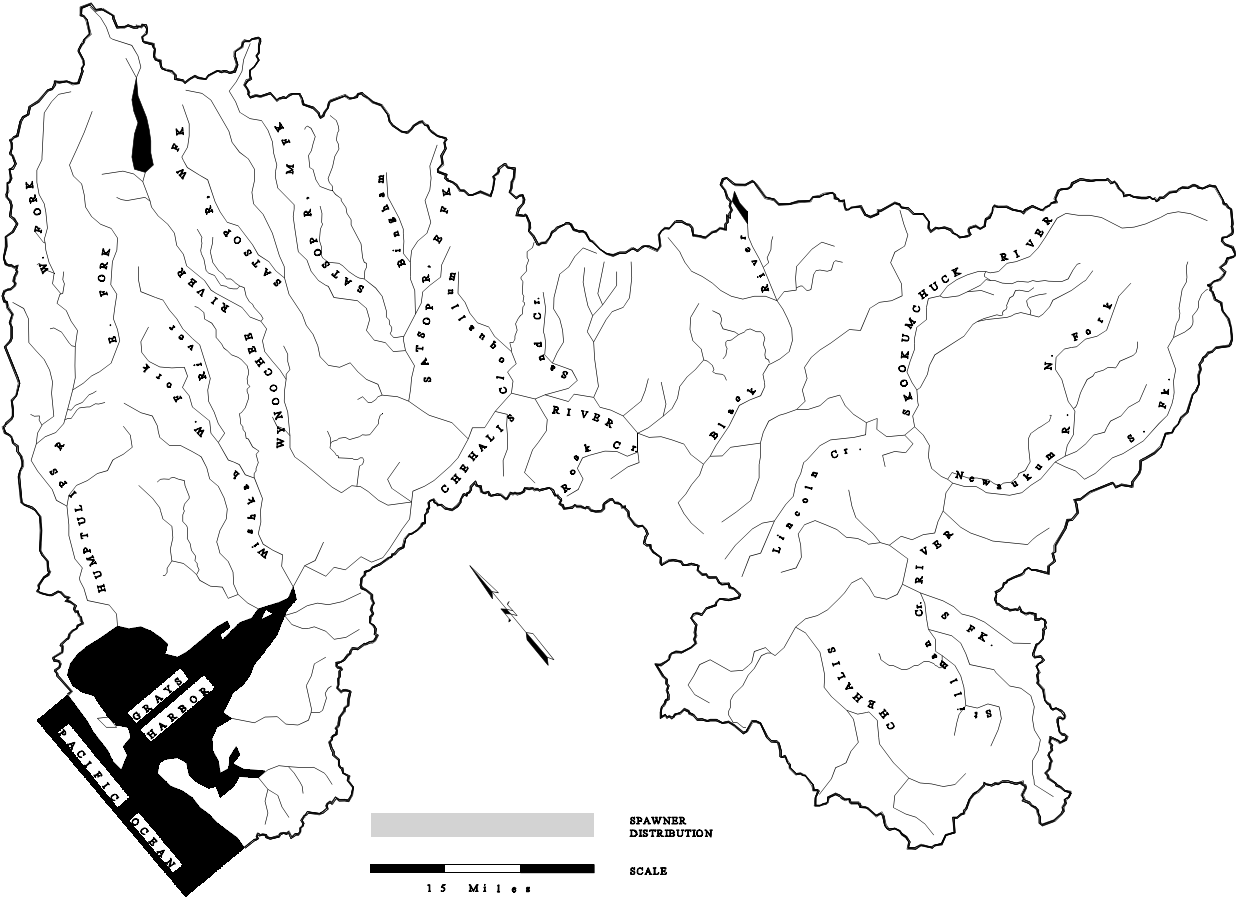 W. FORK
E. FORK
HUMPTULIPS R
W. Fork
Wishkah
River
WYNOOCHEE
RIVER
SATSOP R. W FK
SATSOP R. M FK
Bingham
SATSOP R. E FK
Cloquallum
Sand Cr.
CHEHALIS
RIVER
Rock Cr.
Black
River
Lincoln Cr.
SKOOKUMCHUCK
RIVER
N. Fork
S. Fk.
Newaukum R.
RIVER
S FK.
Stillman Cr.
CHEHALIS
N
GRAYS
HARBOR
PACIFIC
OCEAN
SPAWNER
DISTRIBUTION
SCALE
15 Miles